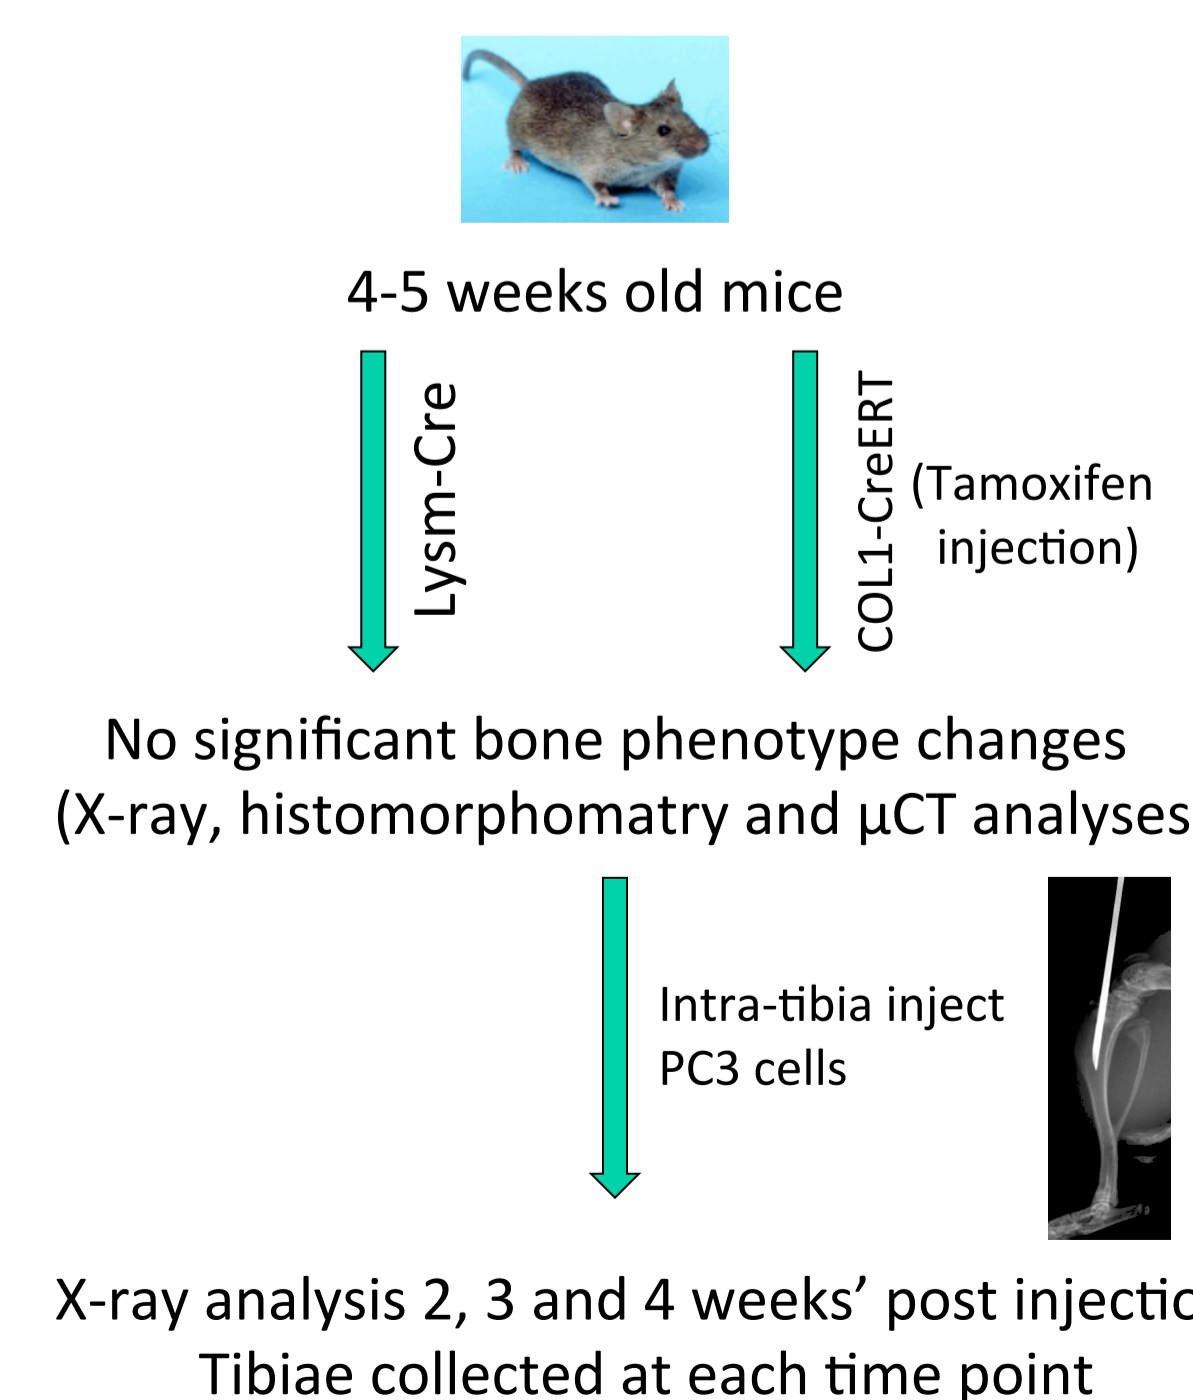 4-5 weeks old mice
Lysm-Cre
COL1-CreERT
(Tamoxifen
injection)
No significant bone phenotype changes
(X-ray, histomorphomatry and µCT analyses
Intra-tibia inject
PC3 cells
X-ray analysis 2, 3 and 4 weeks’ post injectio
Tibiae collected at each time point